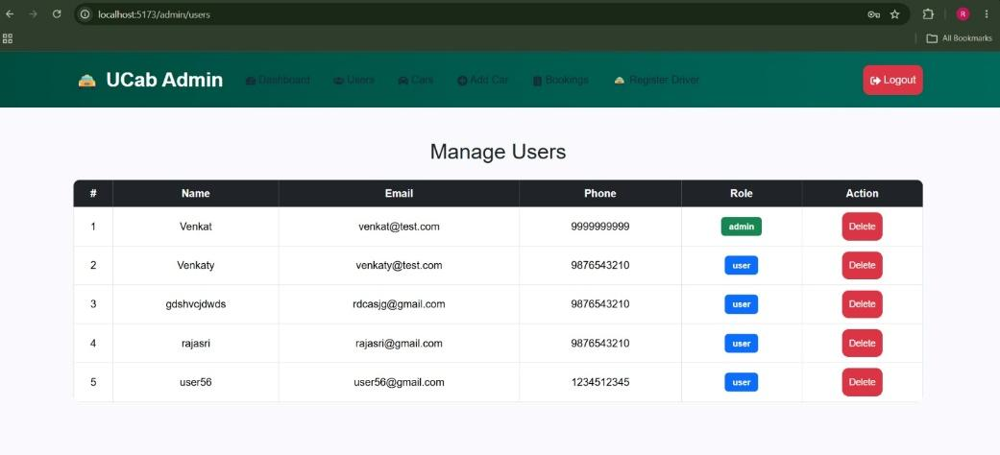 localhost:5173/admin/users
R
All Bookmarks
UCab Admin Dashboard Users Cars Add Car Bookings Register Driver Logout
Manage Users
# Name Email Phone Role Action
1 Venkat venkat@test.com 9999999999 admin Delete
2 Venkaty venkaty@test.com 9876543210 user Delete
3 gdshvcjdwds rdcasjg@gmail.com 9876543210 user Delete
4 rajasri rajasri@gmail.com 9876543210 user Delete
5 user56 user56@gmail.com 1234512345 user Delete